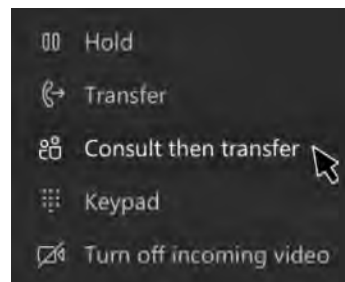 Hold
Transfer
Consult then transfer
Keypad
Turn off incoming video